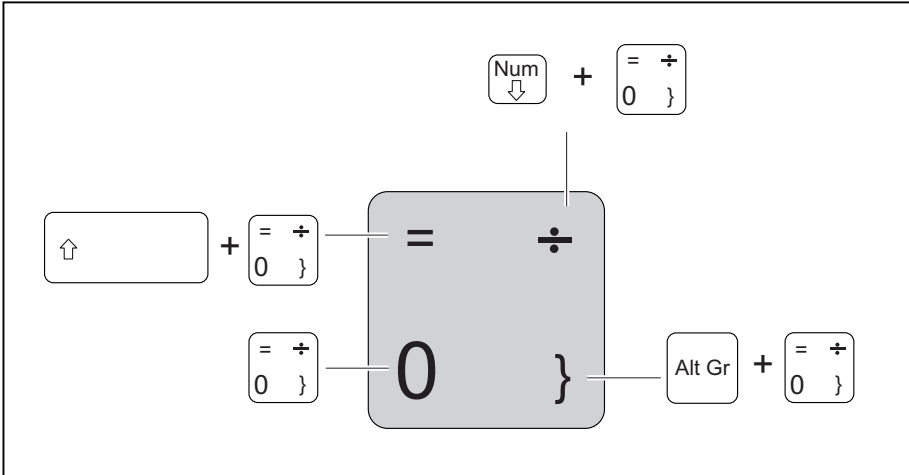 Num ⇩ + = ÷
0 }
⇧ + = ÷
0 }
= ÷
0 }
= ÷
0 }
Alt Gr + = ÷
0 }